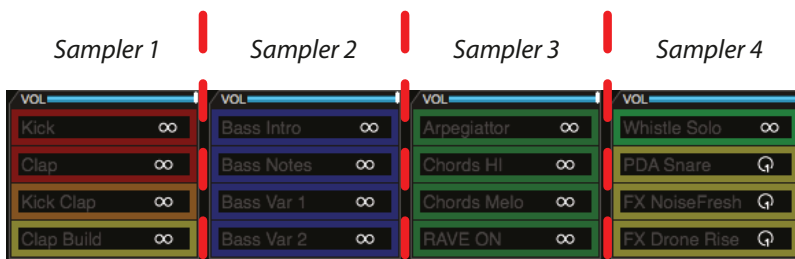 Sampler 1 Sampler 2 Sampler 3 Sampler 4
VOL VOL VOL VOL
Kick Bass Intro Arpegiattor Whistle Solo
Clap Bass Notes Chords HI PDA Snare
Kick Clap Bass Var 1 Chords Melo FX NoiseFresh
Clap Build Bass Var 2 RAVE ON FX Drone Rise